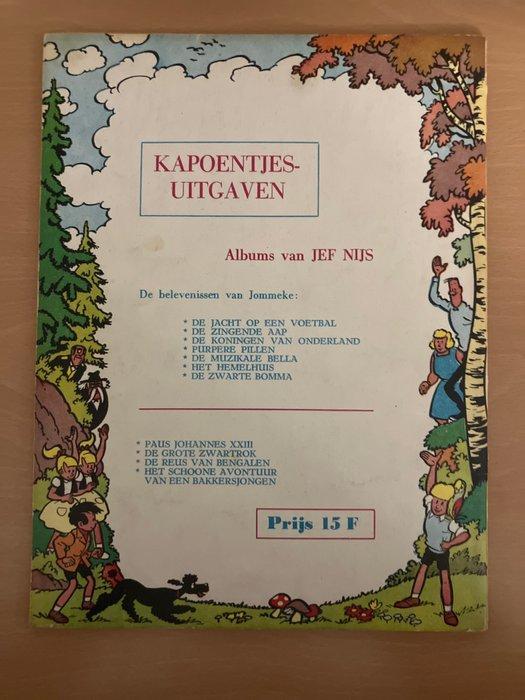 KAPOENTJES-
UITGAVEN
Albums van JEF NIJS
De belevenissen van Jommeke:
* DE JACHT OP EEN VOETBAL
* DE ZINGENDE AAP
* DE KONINGEN VAN ONDERLAND
* PURPERE PILLEN
* DE MUZIKALE BELLA
* HET HEMELHUIS
* DE ZWARTE BOMMA
* PAUS JOHANNES XXIII
* DE GROTE ZWARTROK
* DE REUS VAN BENGALEN
* HET SCHOONE AVONTUUR
VAN EEN BAKKERSJONGEN
Prijs 15 F